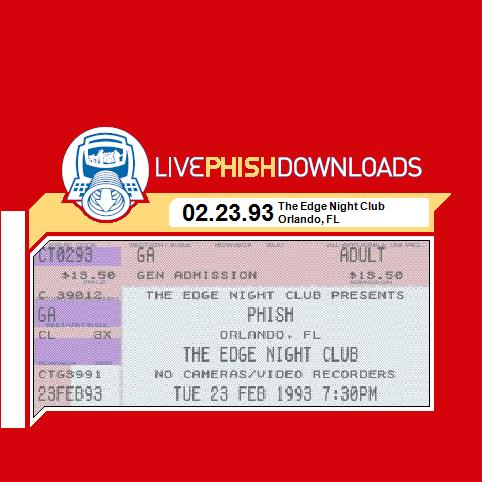 LIVEPHISHDOWNLOADS
02.23.93 The Edge Night Club
Orlando, FL
CT0293 GA ADULT
$18.50 GEN ADMISSION $18.50
C 39012 THE EDGE NIGHT CLUB PRESENTS
GA PHISH
CL 8X ORLANDO, FL
THE EDGE NIGHT CLUB
CTG3991 NO CAMERAS/VIDEO RECORDERS
23FEB93 TUE 23 FEB 1993 7:30PM